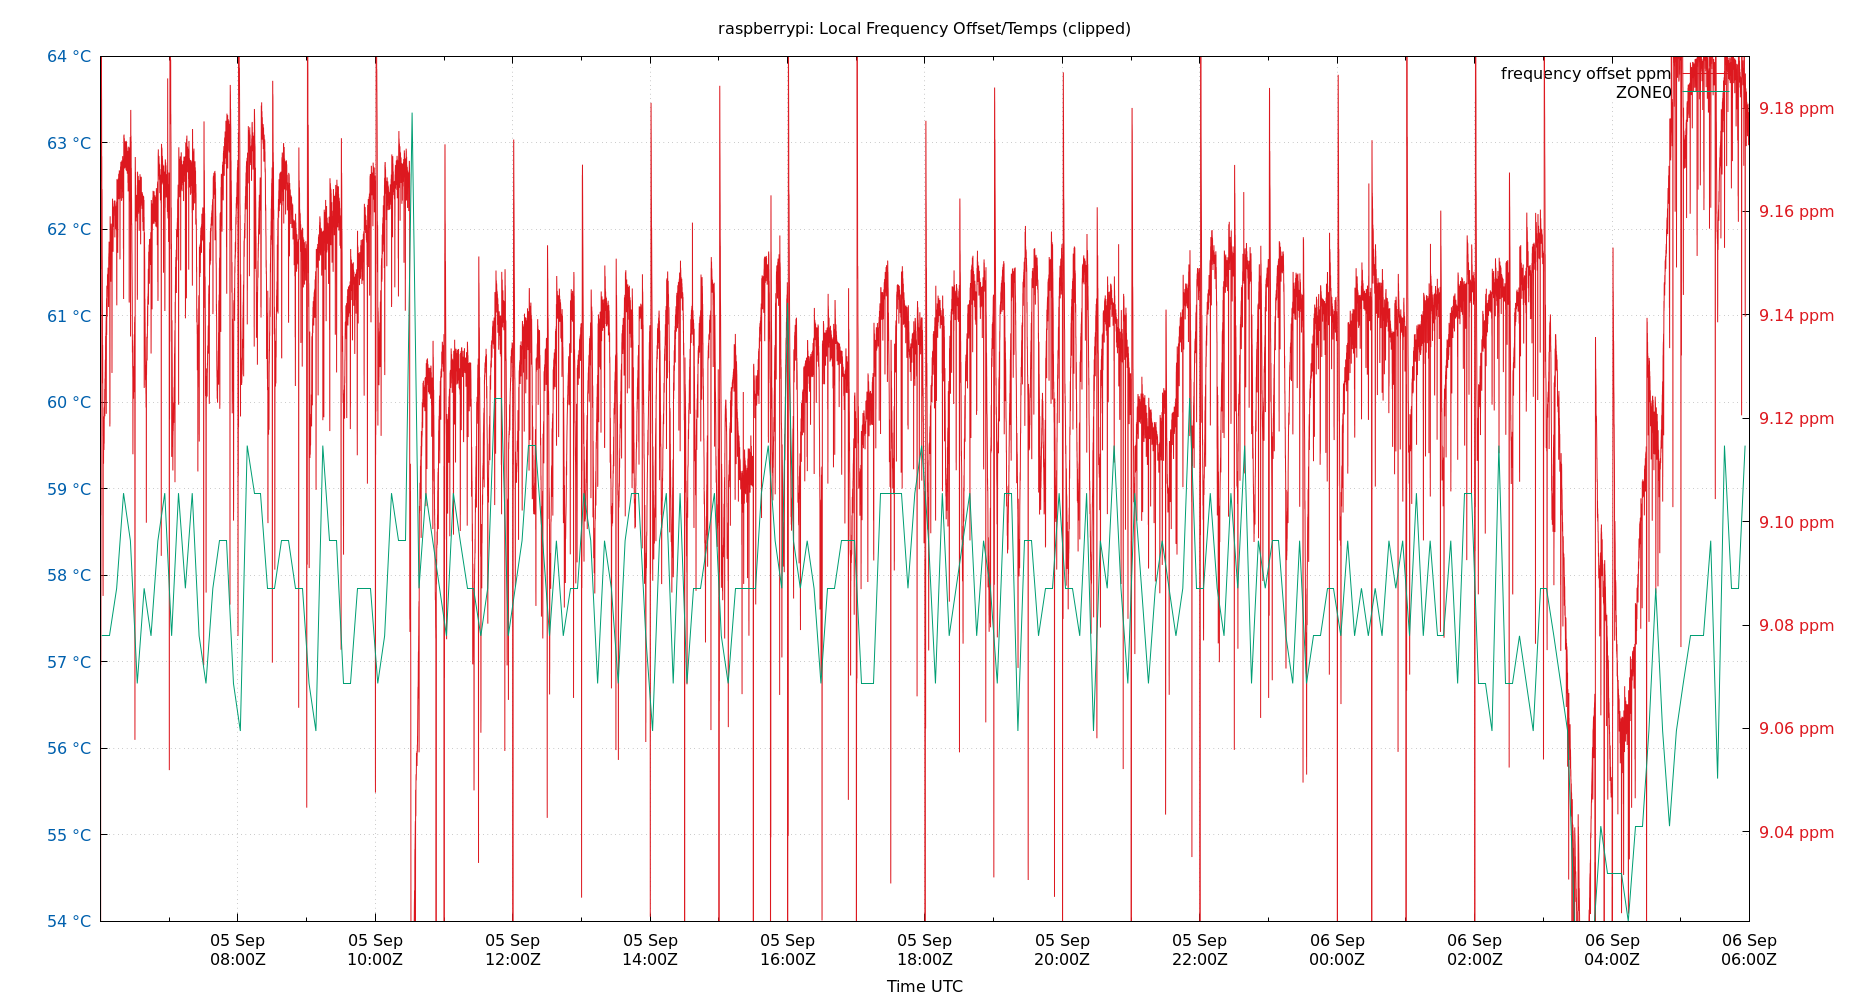 raspberrypi: Local Frequency Offset/Temps (clipped)
64 °C
63 °C
62 °C
61 °C
60 °C
59 °C
58 °C
57 °C
56 °C
55 °C
54 °C
frequency offset ppm
ZONE0
9.18 ppm
9.16 ppm
9.14 ppm
9.12 ppm
9.10 ppm
9.08 ppm
9.06 ppm
9.04 ppm
05 Sep
08:00Z
05 Sep
10:00Z
05 Sep
12:00Z
05 Sep
14:00Z
05 Sep
16:00Z
05 Sep
18:00Z
05 Sep
20:00Z
05 Sep
22:00Z
06 Sep
00:00Z
06 Sep
02:00Z
06 Sep
04:00Z
06 Sep
06:00Z
Time UTC